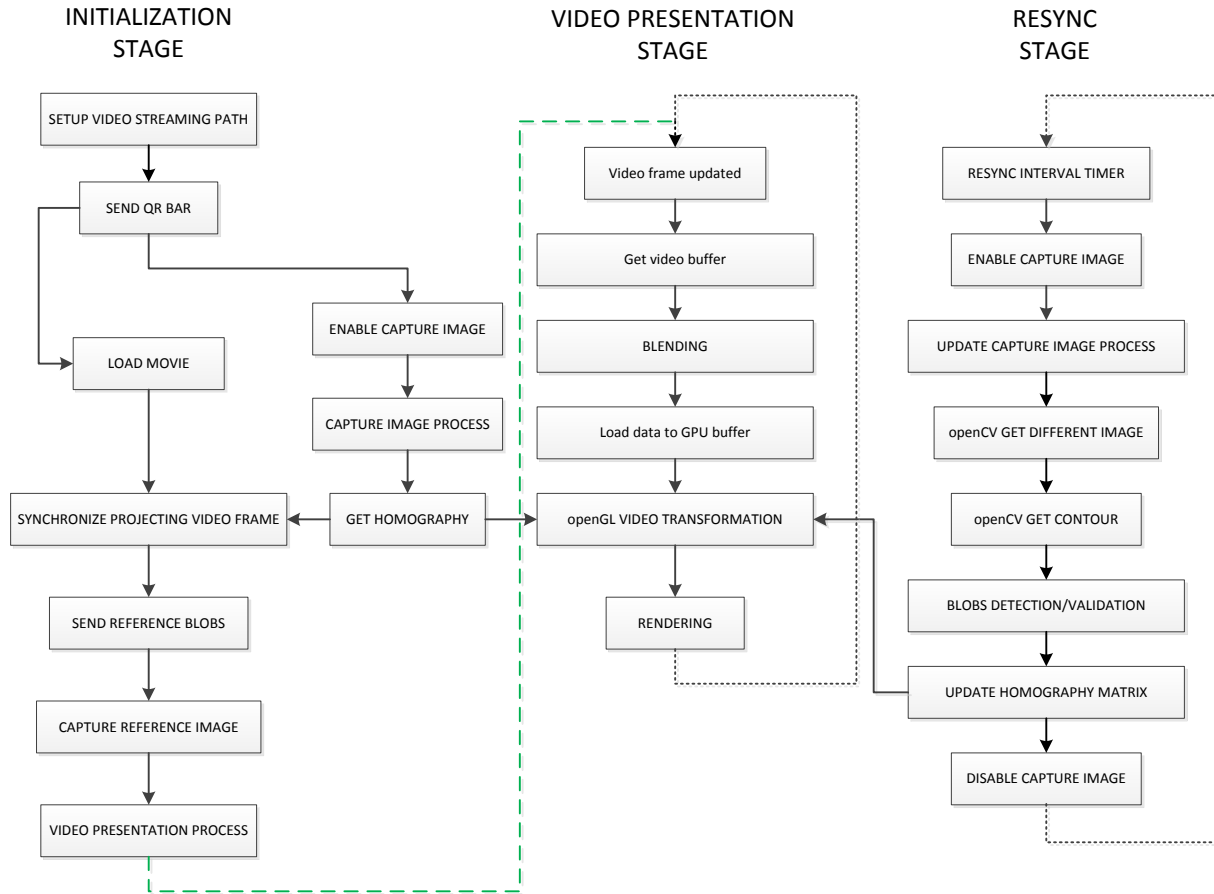 INITIALIZATION
STAGE
SETUP VIDEO STREAMING PATH
SEND QR BAR
LOAD MOVIE
ENABLE CAPTURE IMAGE
CAPTURE IMAGE PROCESS
GET HOMOGRAPHY
SYNCHRONIZE PROJECTING VIDEO FRAME
SEND REFERENCE BLOBS
CAPTURE REFERENCE IMAGE
VIDEO PRESENTATION PROCESS
VIDEO PRESENTATION
STAGE
Video frame updated
Get video buffer
BLENDING
Load data to GPU buffer
openGL VIDEO TRANSFORMATION
RENDERING
RESYNC
STAGE
RESYNC INTERVAL TIMER
ENABLE CAPTURE IMAGE
UPDATE CAPTURE IMAGE PROCESS
openCV GET DIFFERENT IMAGE
openCV GET CONTOUR
BLOBS DETECTION/VALIDATION
UPDATE HOMOGRAPHY MATRIX
DISABLE CAPTURE IMAGE